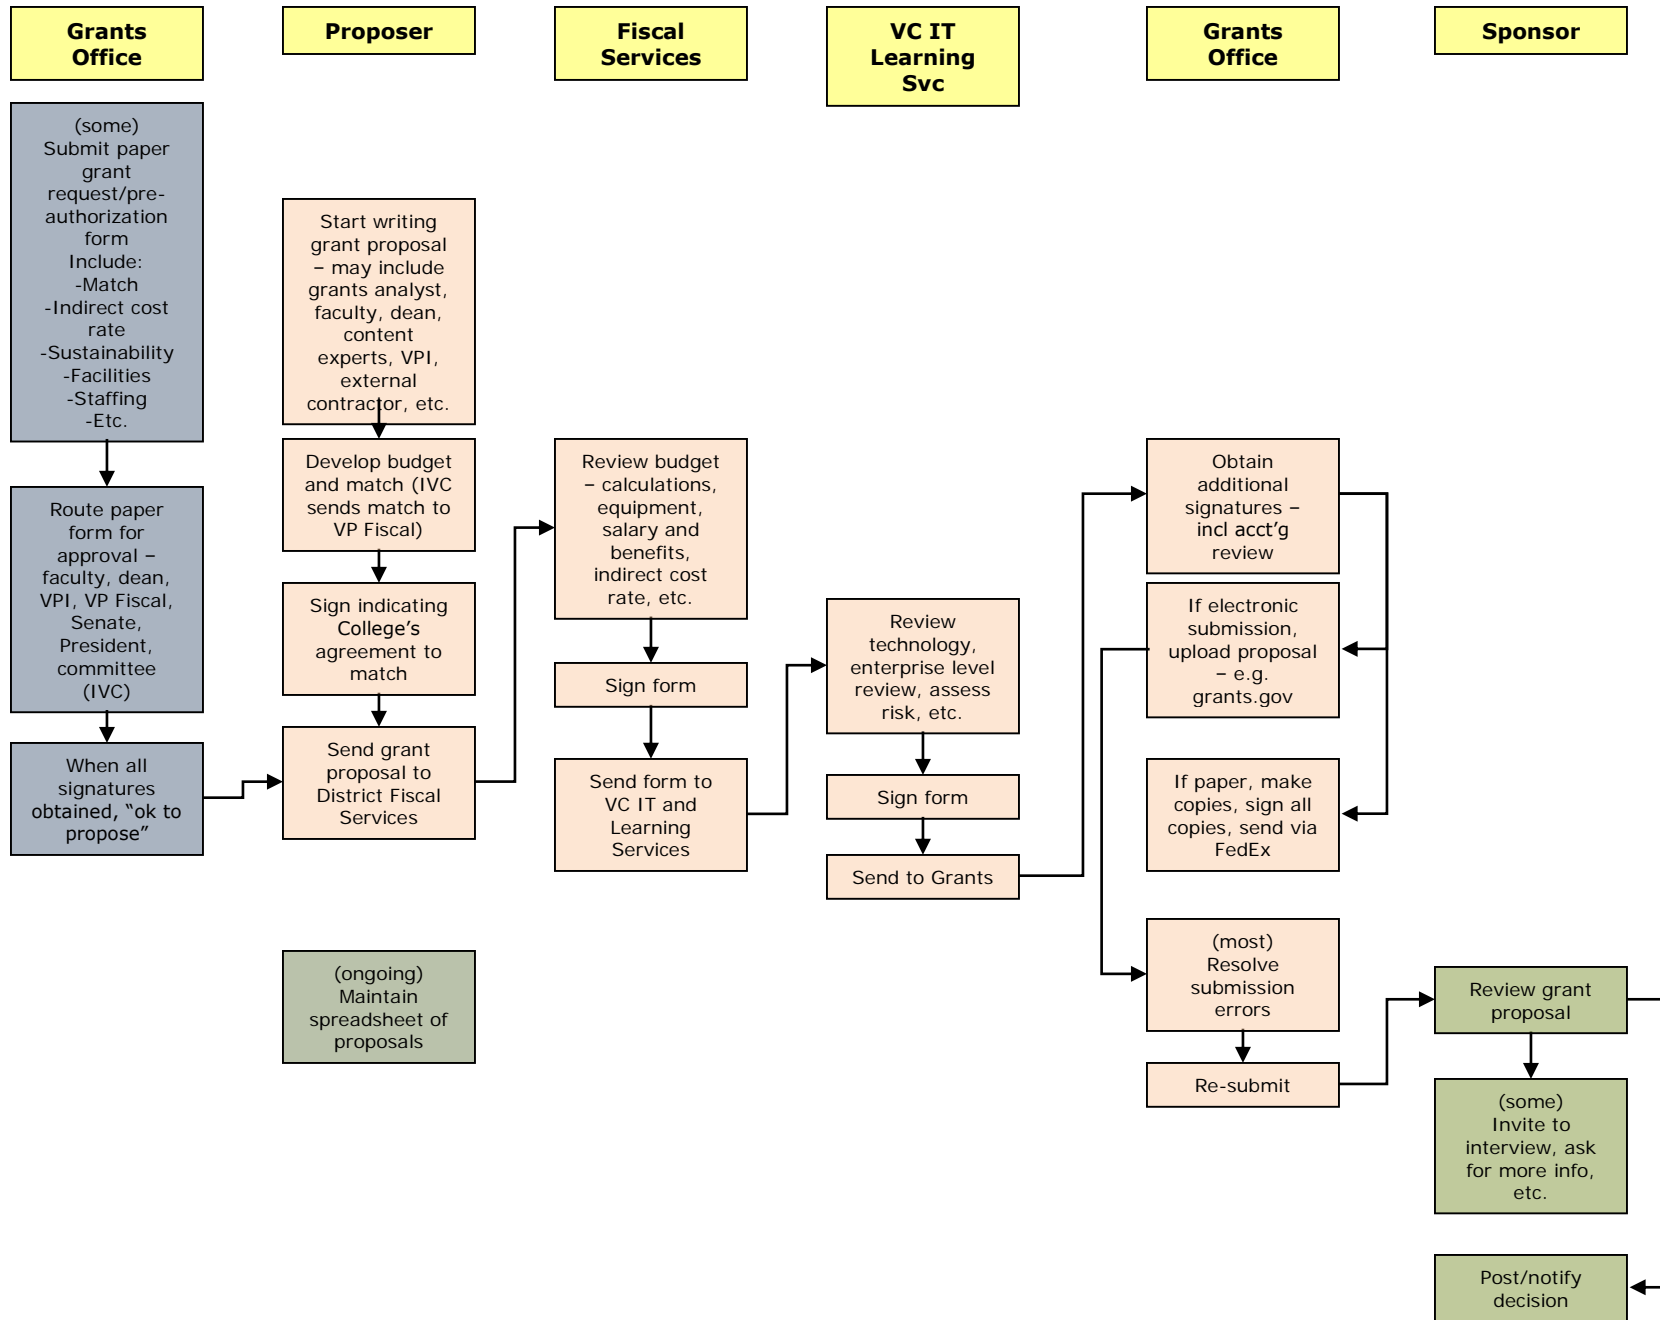 Grants
Office
Proposer
Fiscal
Services
VC IT
Learning
Svc
Grants
Office
Sponsor
(some)
Submit paper
grant
request/pre-
authorization
form
Include:
-Match
-Indirect cost
rate
-Sustainability
-Facilities
-Staffing
-Etc.
Route paper
form for
approval –
faculty, dean,
VPI, VP Fiscal,
Senate,
President,
committee
(IVC)
When all
signatures
obtained, “ok to
propose”
Start writing
grant proposal
– may include
grants analyst,
faculty, dean,
content
experts, VPI,
external
contractor, etc.
Develop budget
and match (IVC
sends match to
VP Fiscal)
Sign indicating
College’s
agreement to
match
Send grant
proposal to
District Fiscal
Services
(ongoing)
Maintain
spreadsheet of
proposals
Review budget
– calculations,
equipment,
salary and
benefits,
indirect cost
rate, etc.
Sign form
Send form to
VC IT and
Learning
Services
Review
technology,
enterprise level
review, assess
risk, etc.
Sign form
Send to Grants
Obtain
additional
signatures –
incl acct’g
review
If electronic
submission,
upload proposal
– e.g.
grants.gov
If paper, make
copies, sign all
copies, send via
FedEx
(most)
Resolve
submission
errors
Re-submit
Review grant
proposal
(some)
Invite to
interview, ask
for more info,
etc.
Post/notify
decision